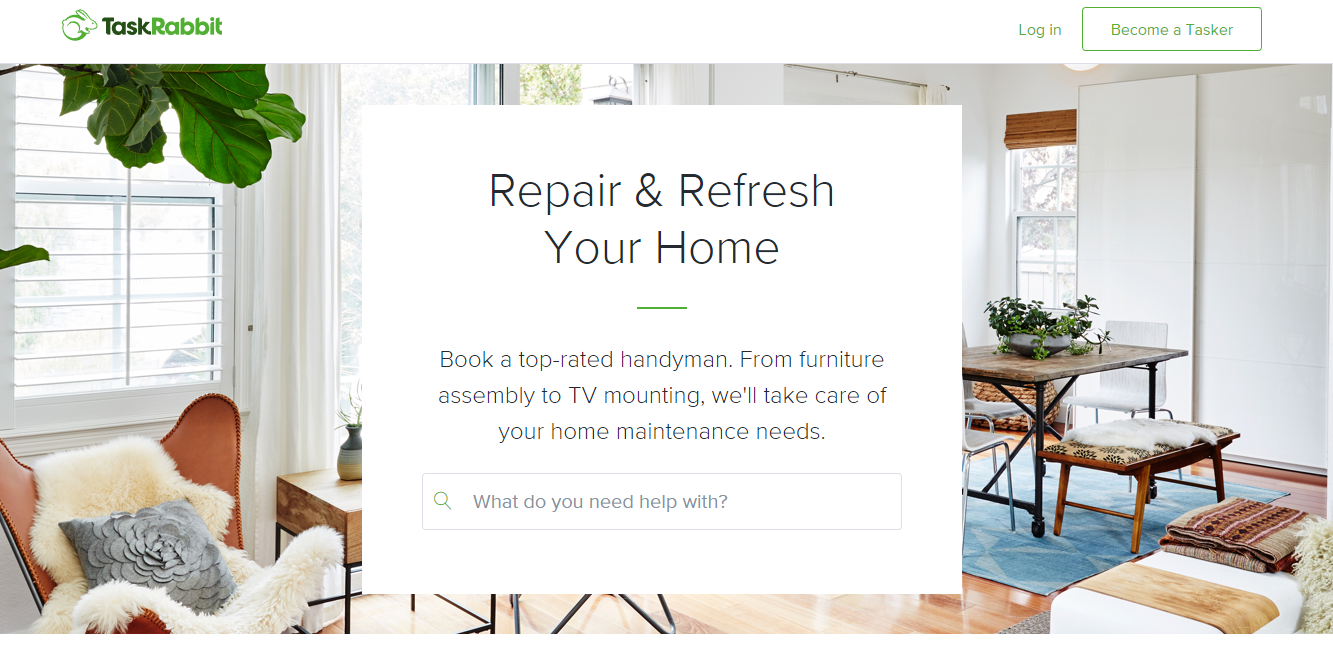 TaskRabbit
Log in
Become a Tasker
Repair & Refresh
Your Home
Book a top-rated handyman. From furniture
assembly to TV mounting, we'll take care of
your home maintenance needs.
What do you need help with?